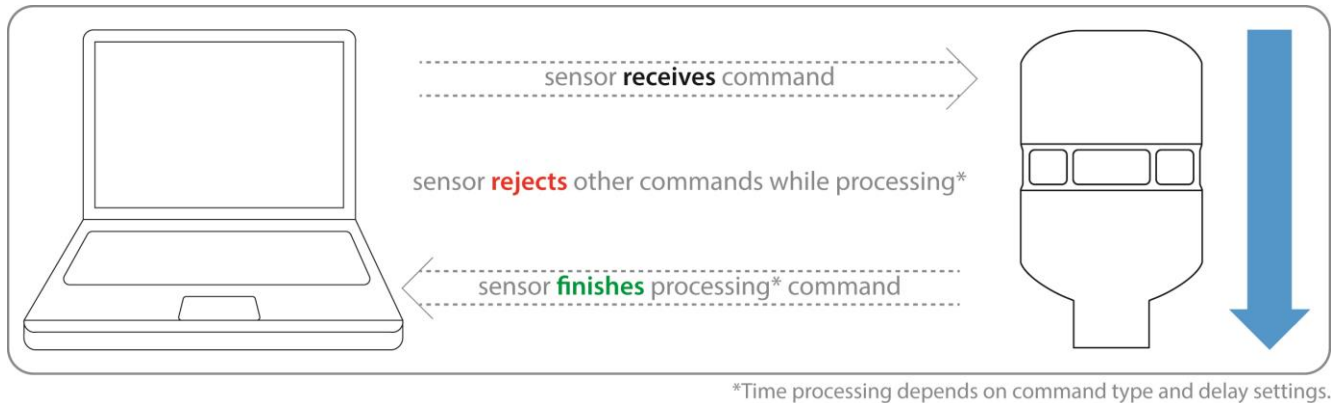 sensor receives command
sensor rejects other commands while processing*
sensor finishes processing* command
*Time processing depends on command type and delay settings.